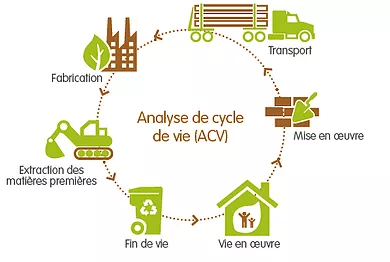 Transport
Fabrication
Analyse de cycle
de vie (ACV)
Mise en œuvre
Extraction des
matières premières
Fin de vie
Vie en œuvre